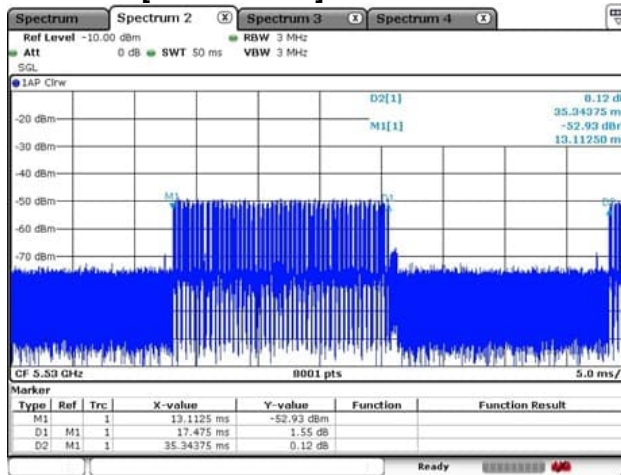 Spectrum Spectrum 2 X Spectrum 3 X Spectrum 4 X
Ref Level -10.00 dBm RBW 3 MHz
Att 0 dB SWT 50 ms VBW 3 MHz
SGL
1AP Clrw
D2[1] 0.12 d
35.34375 m
-20 dBm
M1[1] -52.93 dBm
13.11250 m
-30 dBm
-40 dBm
-50 dBm
M1 D1 D2
-60 dBm
-70 dBm
CF 5.53 GHz 8001 pts 5.0 ms/
Marker
Type Ref Trc X-value Y-value Function Function Result
M1 1 13.1125 ms -52.93 dBm
D1 M1 1 17.475 ms 1.55 dB
D2 M1 1 35.34375 ms 0.12 dB
Ready